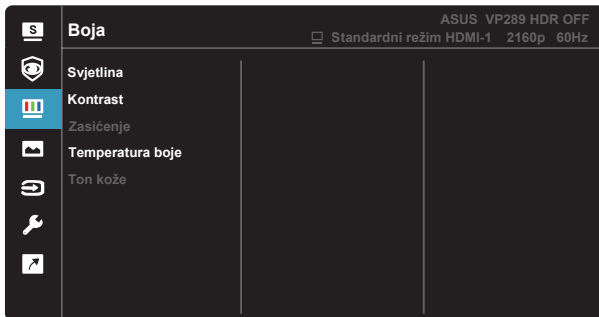 S
Boja
ASUS VP289 HDR OFF
Standardni režim HDMI-1 2160p 60Hz
Svjetlina
Kontrast
Zasićenje
Temperatura boje
Ton kože